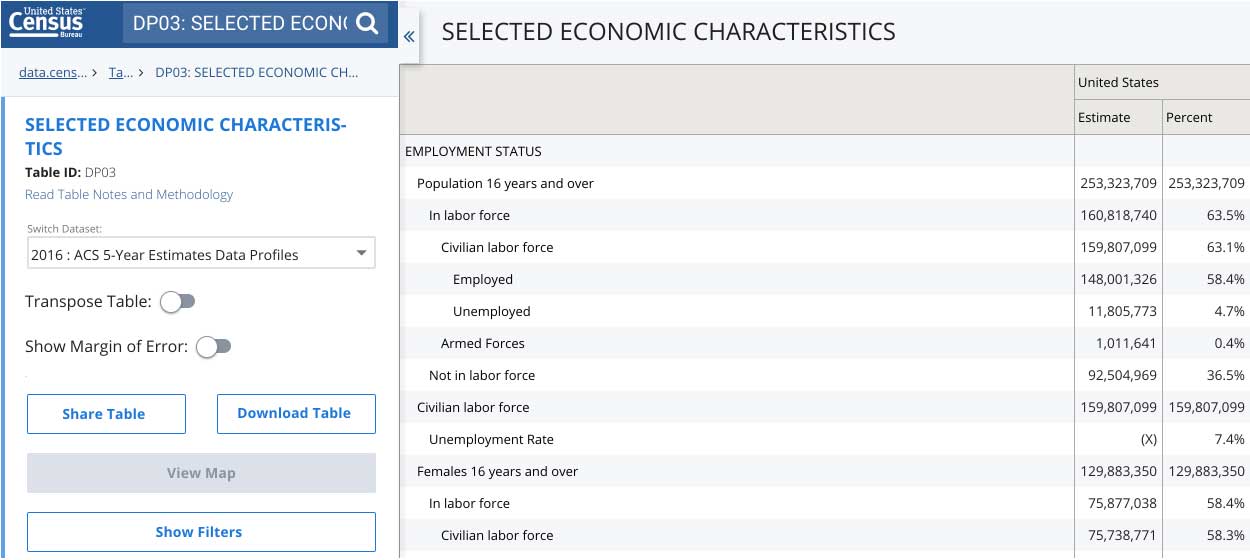 United States®
Census
Bureau
DP03: SELECTED ECON
data.cens... > Ta... > DP03: SELECTED ECONOMIC CH...
SELECTED ECONOMIC CHARACTERIS-
TICS
Table ID: DP03
Read Table Notes and Methodology
Switch Dataset:
2016 : ACS 5-Year Estimates Data Profiles
Transpose Table:
Show Margin of Error:
Share Table
Download Table
View Map
Show Filters
«
SELECTED ECONOMIC CHARACTERISTICS
United States
Estimate Percent
EMPLOYMENT STATUS
Population 16 years and over 253,323,709 253,323,709
In labor force 160,818,740 63.5%
Civilian labor force 159,807,099 63.1%
Employed 148,001,326 58.4%
Unemployed 11,805,773 4.7%
Armed Forces 1,011,641 0.4%
Not in labor force 92,504,969 36.5%
Civilian labor force 159,807,099 159,807,099
Unemployment Rate (X) 7.4%
Females 16 years and over 129,883,350 129,883,350
In labor force 75,877,038 58.4%
Civilian labor force 75,738,771 58.3%